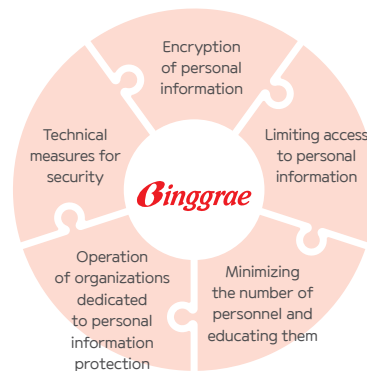 Encryption
of personal
information
Limiting access
to personal
information
Minimizing
the number of
personnel and
educating them
Operation
of organizations
dedicated
to personal
information
protection
Technical
measures for
security
Binggrae